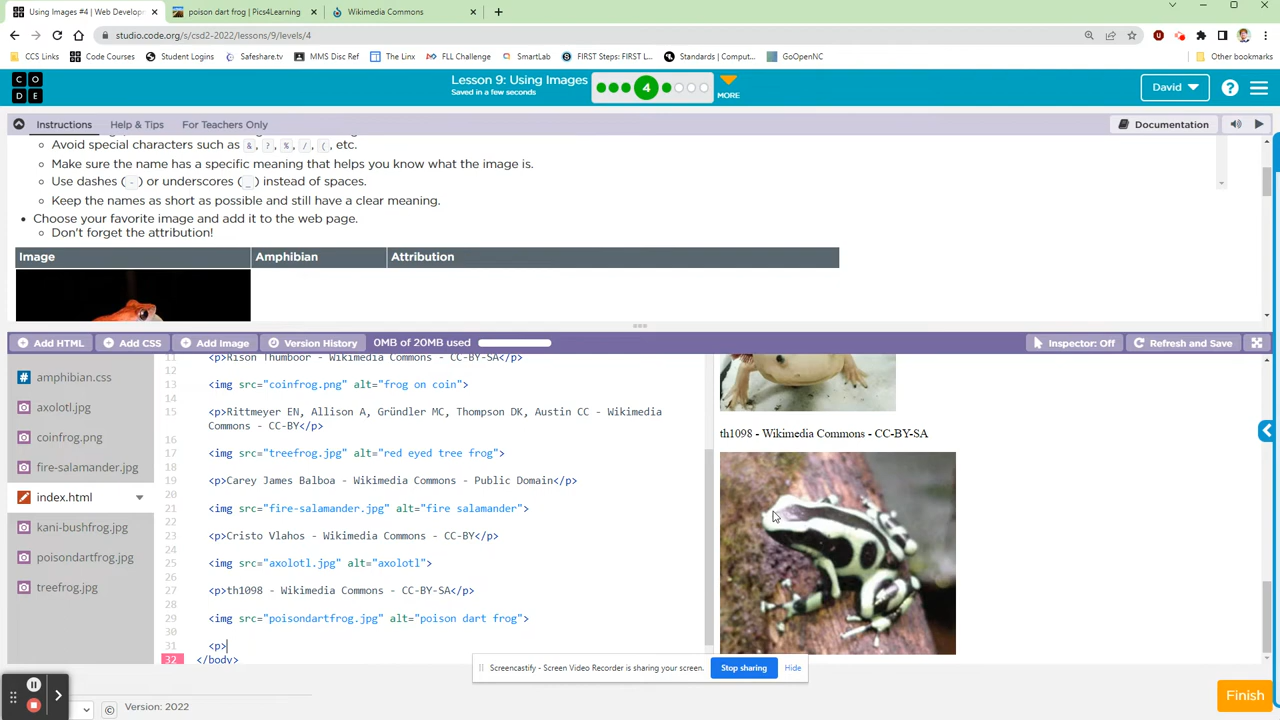 Using Images #4 | Web Develop
poison dart frog | Pics4Learning
Wikimedia Commons
studio.code.org/s/csd2-2022/lessons/9/levels/4
CCS Links
Code Courses
Student Logins
Safeshare.tv
MMS Disc Ref
The Linx
FLL Challenge
SmartLab
FIRST Steps: FIRST L...
Standards | Comput...
GoOpenNC
Other bookmarks
CO
DE
Lesson 9: Using Images
Saved in a few seconds
4
MORE
David
?
Instructions
Help & Tips
For Teachers Only
Documentation
Avoid special characters such as &, ?, %, /, (, etc.
Make sure the name has a specific meaning that helps you know what the image is.
Use dashes (-) or underscores (_) instead of spaces.
Keep the names as short as possible and still have a clear meaning.
Choose your favorite image and add it to the web page.
Don't forget the attribution!
Image
Amphibian
Attribution
Add HTML
Add CSS
Add Image
Version History
0MB of 20MB used
Inspector: Off
Refresh and Save
amphibian.css
axolotl.jpg
coinfrog.png
fire-salamander.jpg
index.html
kani-bushfrog.jpg
poisondartfrog.jpg
treefrog.jpg
11 <p>Rison Thumboor - Wikimedia Commons - CC-BY-SA</p>
12
13 <img src="coinfrog.png" alt="frog on coin">
14
15 <p>Rittmeyer EN, Allison A, Gründler MC, Thompson DK, Austin CC - Wikimedia
Commons - CC-BY</p>
16
17 <img src="treefrog.jpg" alt="red eyed tree frog">
18
19 <p>Carey James Balboa - Wikimedia Commons - Public Domain</p>
20
21 <img src="fire-salamander.jpg" alt="fire salamander">
22
23 <p>Cristo Vlahos - Wikimedia Commons - CC-BY</p>
24
25 <img src="axolotl.jpg" alt="axolotl">
26
27 <p>th1098 - Wikimedia Commons - CC-BY-SA</p>
28
29 <img src="poisondartfrog.jpg" alt="poison dart frog">
30
31 <p>
32 </body>
th1098 - Wikimedia Commons - CC-BY-SA
Screencastify - Screen Video Recorder is sharing your screen.
Stop sharing
Hide
Version: 2022
Finish